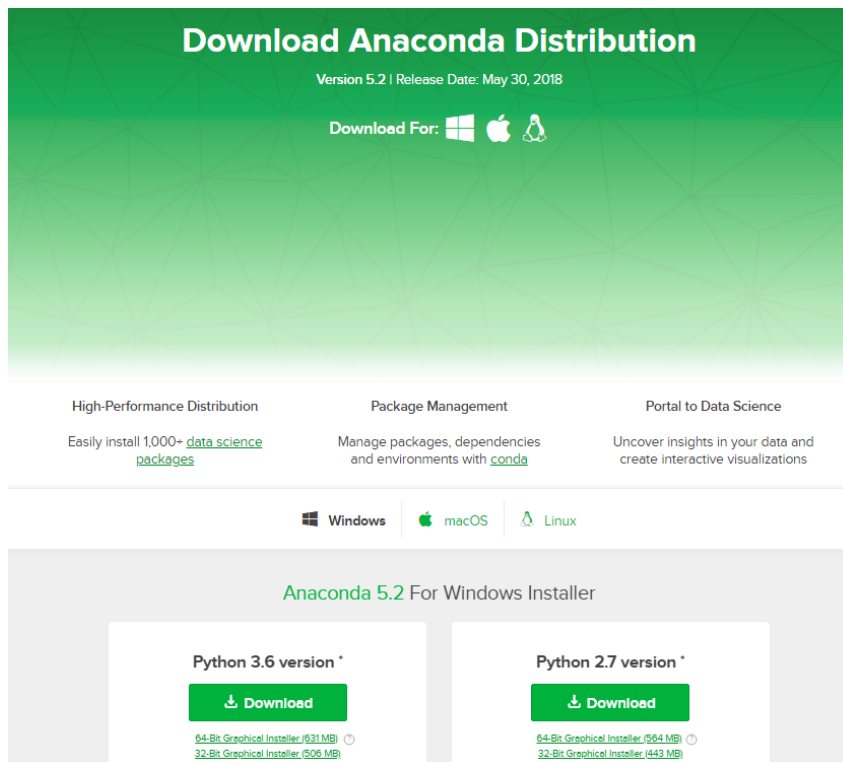 Download Anaconda Distribution
Version 5.2 | Release Date: May 30, 2018
Download For:
High-Performance Distribution
Easily install 1,000+ data science
packages
Package Management
Manage packages, dependencies
and environments with conda
Portal to Data Science
Uncover insights in your data and
create interactive visualizations
Windows
macOS
Linux
Anaconda 5.2 For Windows Installer
Python 3.6 version *
Download
64-Bit Graphical Installer (631 MB) ?
32-Bit Graphical Installer (506 MB)
Python 2.7 version *
Download
64-Bit Graphical Installer (564 MB) ?
32-Bit Graphical Installer (443 MB)